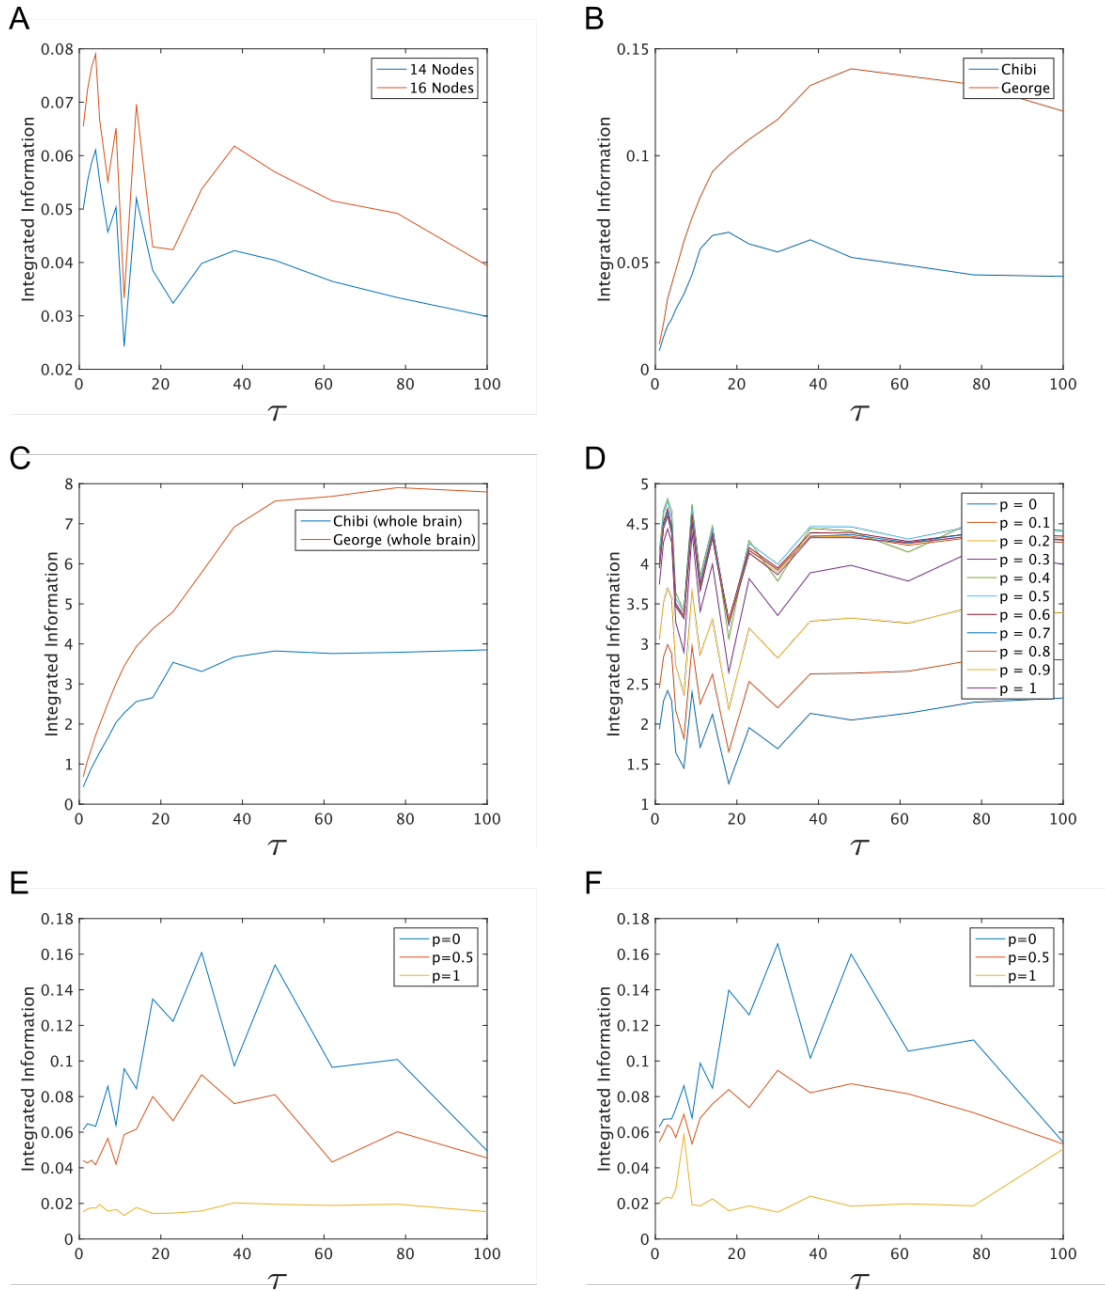 A
Integrated Information
0.08
0.07
0.06
0.05
0.04
0.03
0.02
0 20 40 60 80 100
τ
14 Nodes
16 Nodes
B
Integrated Information
0.15
0.1
0.05
0
0 20 40 60 80 100
τ
Chibi
George
C
Integrated Information
8
7
6
5
4
3
2
1
0
0 20 40 60 80 100
τ
Chibi (whole brain)
George (whole brain)
D
Integrated Information
5
4.5
4
3.5
3
2.5
2
1.5
1
0 20 40 60 80 100
τ
p = 0
p = 0.1
p = 0.2
p = 0.3
p = 0.4
p = 0.5
p = 0.6
p = 0.7
p = 0.8
p = 0.9
p = 1
E
Integrated Information
0.18
0.16
0.14
0.12
0.1
0.08
0.06
0.04
0.02
0
0 20 40 60 80 100
τ
p=0
p=0.5
p=1
F
Integrated Information
0.18
0.16
0.14
0.12
0.1
0.08
0.06
0.04
0.02
0
0 20 40 60 80 100
τ
p=0
p=0.5
p=1